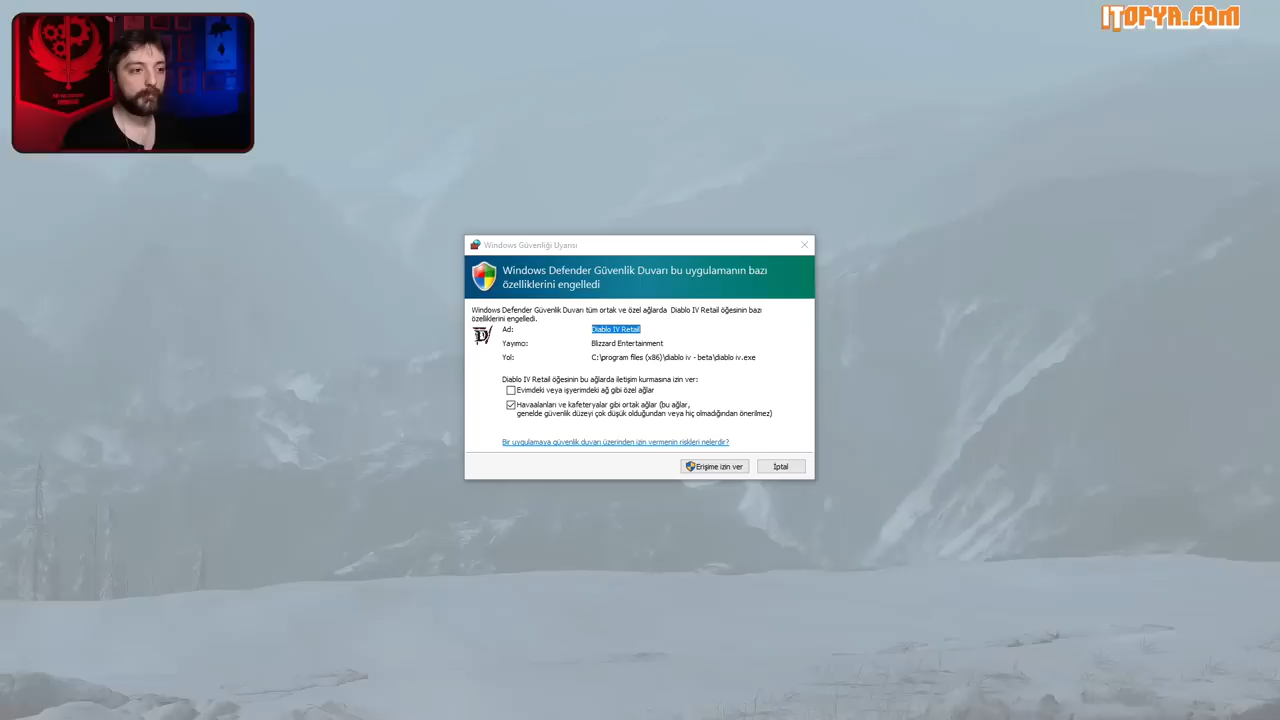 ITOPYA.COM
Windows Güvenliği Uyarısı
Windows Defender Güvenlik Duvarı bu uygulamanın bazı
özelliklerini engelledi
Windows Defender Güvenlik Duvarı tüm ortak ve özel ağlarda Diablo IV Retail öğesinin bazı
özelliklerini engelledi.
Ad: Diablo IV Retail
Yayımcı: Blizzard Entertainment
Yol: C:\program files (x86)\diablo iv - beta\diablo iv.exe
Diablo IV Retail öğesinin bu ağlarda iletişim kurmasına izin ver:
Evimdeki veya işyerimdeki ağ gibi özel ağlar
Havaalanları ve kafeteryalar gibi ortak ağlar (bu ağlar,
genelde güvenlik düzeyi çok düşük olduğundan veya hiç olmadığından önerilmez)
Bir uygulamaya güvenlik duvarı üzerinden izin vermenin riskleri nelerdir?
Erişime izin ver
İptal